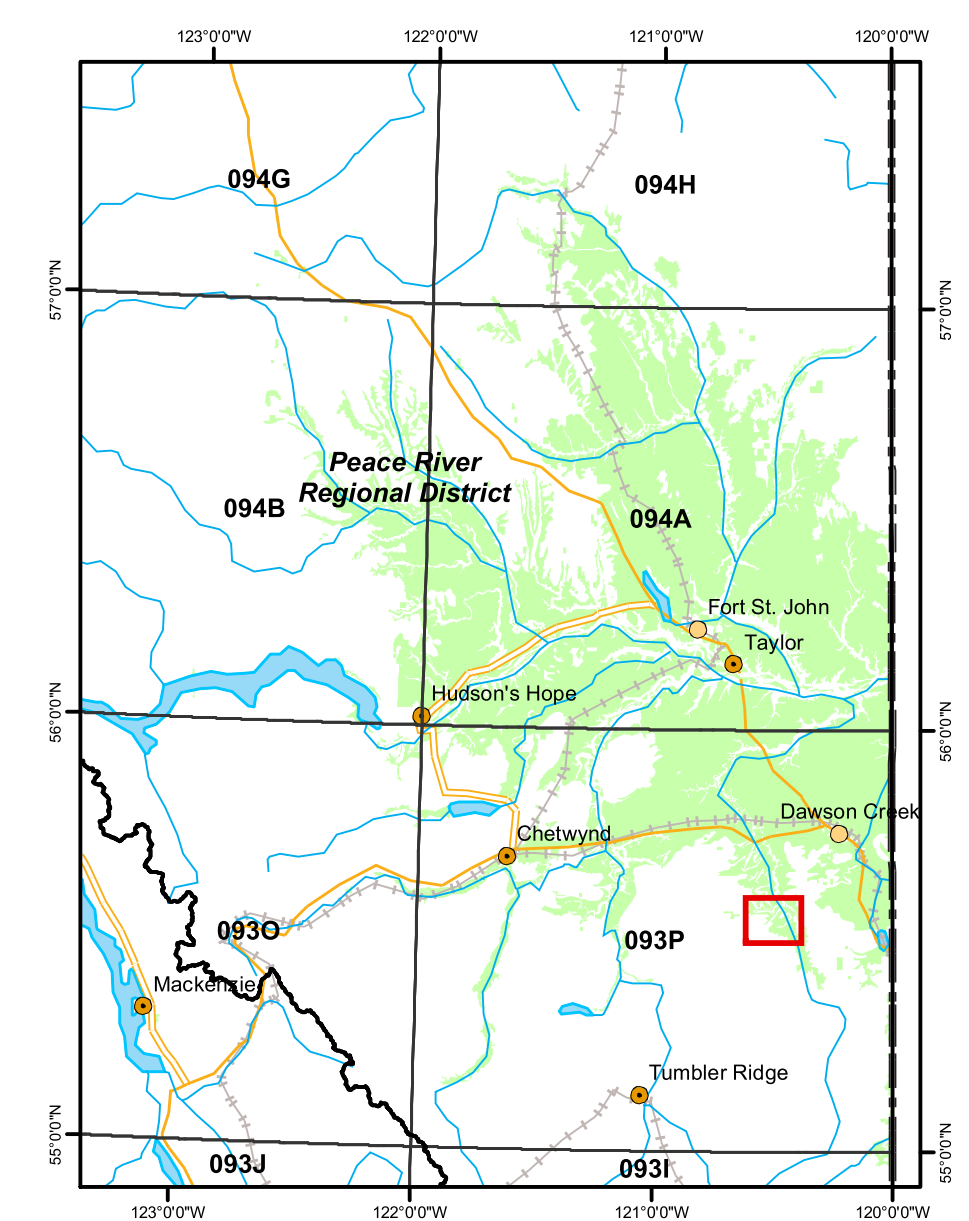 123°0'0"W
122°0'0"W
121°0'0"W
120°0'0"W
094G
094H
57°0'0"N
57°0'0"N
Peace River
Regional District
094B
094A
Fort St. John
Taylor
Hudson's Hope
56°0'0"N
56°0'0"N
Dawson Creek
Chetwynd
093O
093P
Mackenzie
Tumbler Ridge
55°0'0"N
55°0'0"N
093J
093I
123°0'0"W
122°0'0"W
121°0'0"W
120°0'0"W